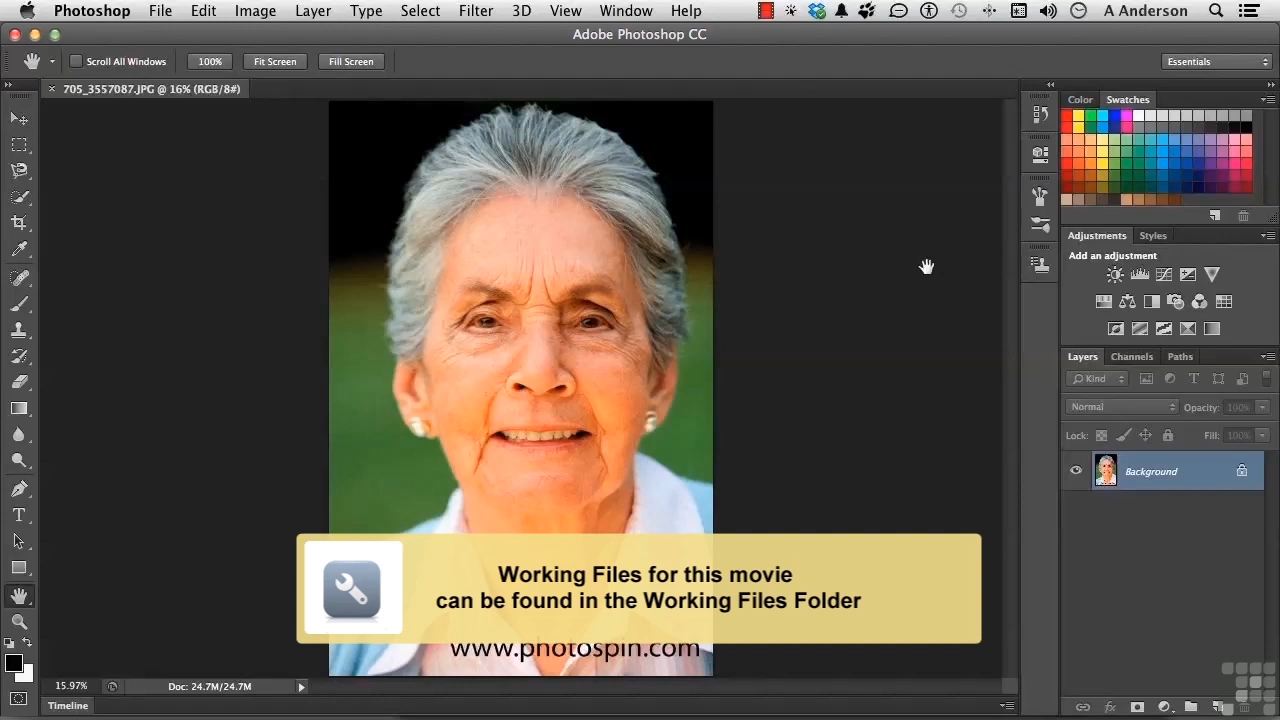 Photoshop File Edit Image Layer Type Select Filter 3D View Window Help A Anderson
Adobe Photoshop CC
Scroll All Windows 100% Fit Screen Fill Screen Essentials
705_3557087.JPG @ 16% (RGB/8#)
Color Swatches
Adjustments Styles
Add an adjustment
Layers Channels Paths
Kind
Normal Opacity: 100%
Lock: Fill: 100%
Background
Working Files for this movie
can be found in the Working Files Folder
www.photospin.com
15.97% Doc: 24.7M/24.7M
Timeline